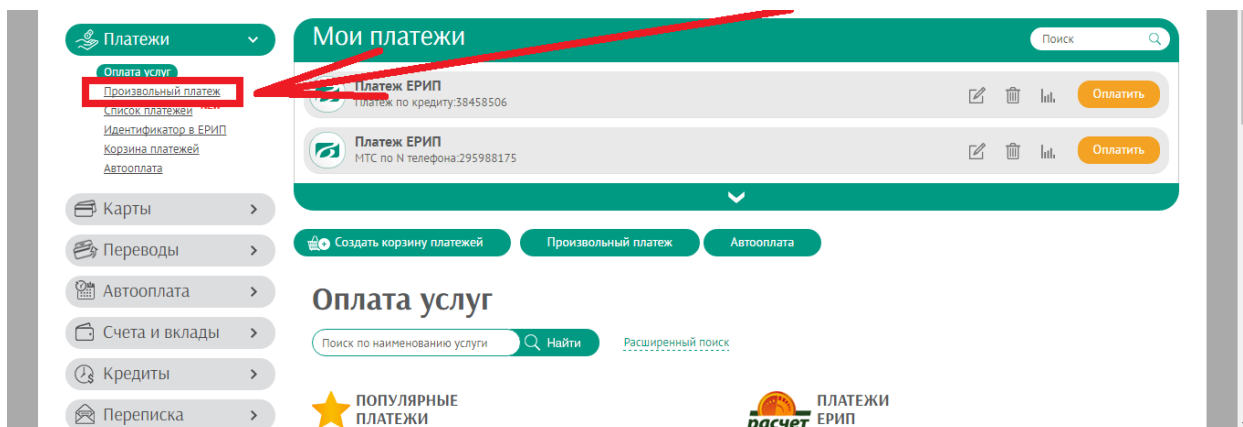 Платежи
Оплата услуг
Произвольный платеж
Список платежей
Идентификатор в ЕРИП
Корзина платежей
Автооплата
Карты
Переводы
Автооплата
Счета и вклады
Кредиты
Переписка
Мои платежи
Поиск
Платеж ЕРИП
Платеж по кредиту:38458506
Оплатить
Платеж ЕРИП
МТС по N телефона:295988175
Оплатить
Создать корзину платежей
Произвольный платеж
Автооплата
Оплата услуг
Поиск по наименованию услуги
Найти
Расширенный поиск
ПОПУЛЯРНЫЕ
ПЛАТЕЖИ
расчет
ПЛАТЕЖИ
ЕРИП